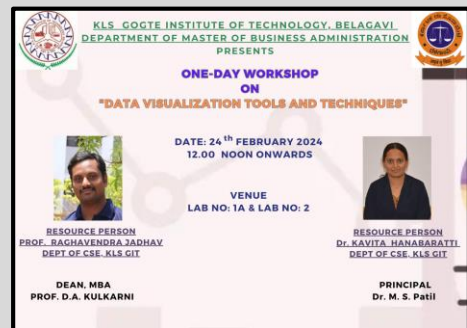 KLS GOGTE INSTITUTE OF TECHNOLOGY, BELAGAVI
DEPARTMENT OF MASTER OF BUSINESS ADMINISTRATION
PRESENTS
ONE-DAY WORKSHOP
ON
"DATA VISUALIZATION TOOLS AND TECHNIQUES"
DATE: 24th FEBRUARY 2024
12.00 NOON ONWARDS
VENUE
LAB NO: 1A & LAB NO: 2
RESOURCE PERSON
PROF. RAGHAVENDRA JADHAV
DEPT OF CSE, KLS GIT
RESOURCE PERSON
Dr. KAVITA HANABARATTI
DEPT OF CSE, KLS GIT
DEAN, MBA
PROF. D.A. KULKARNI
PRINCIPAL
Dr. M. S. Patil